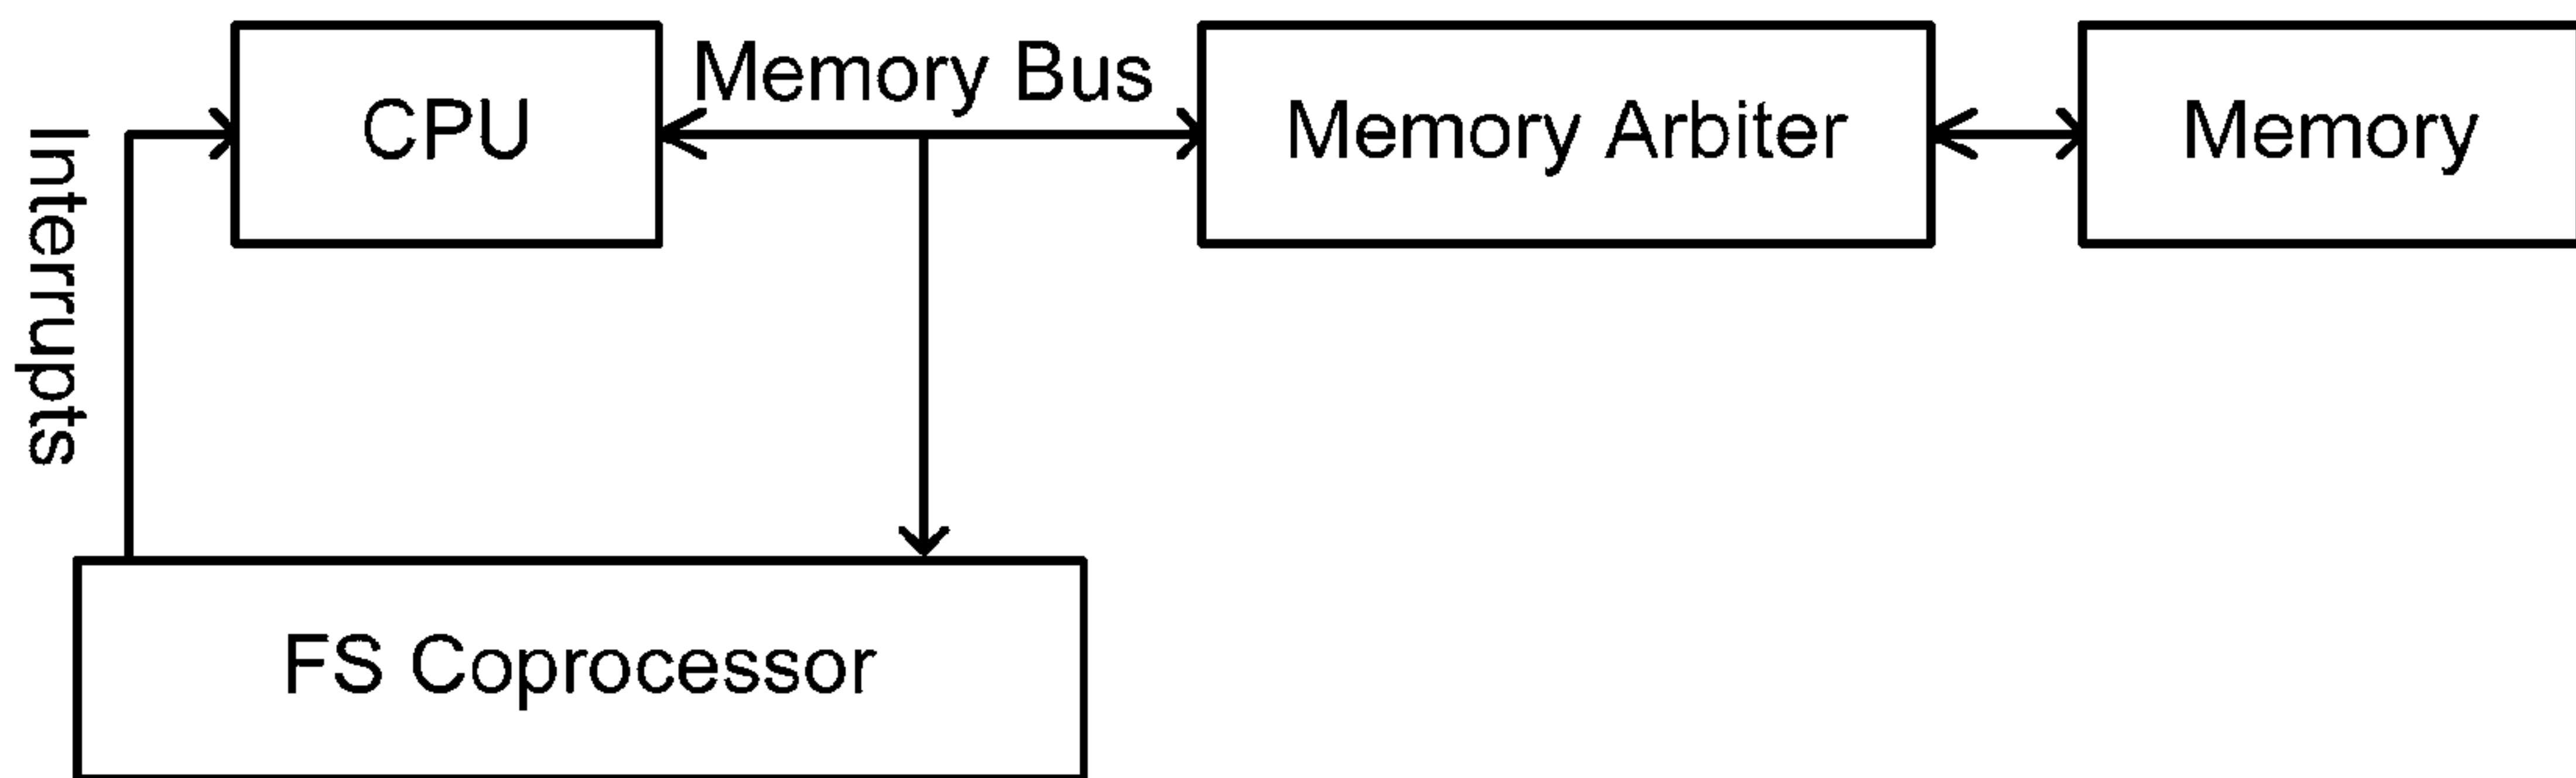 CPU
Memory Bus
Memory Arbiter
Memory
Interrupts
FS Coprocessor